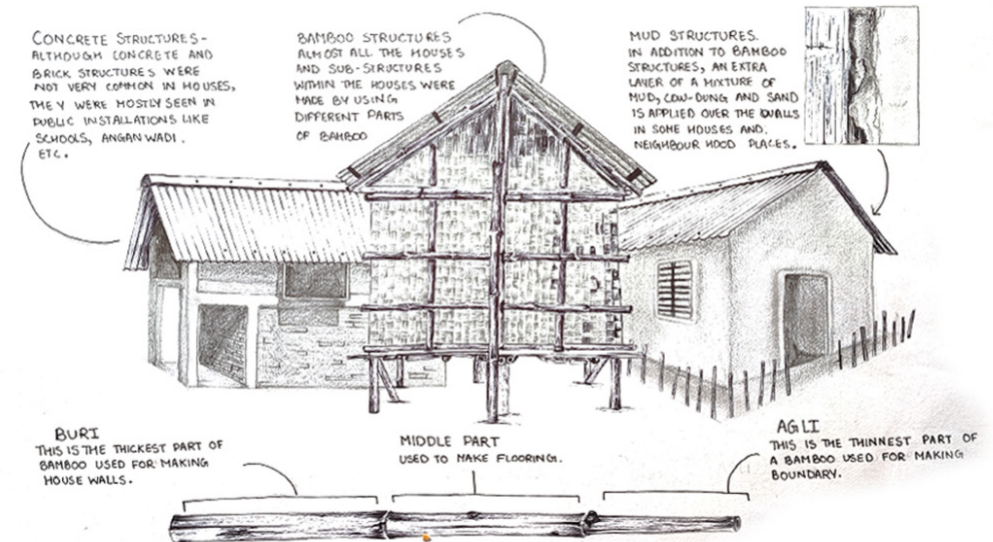 CONCRETE STRUCTURES-
ALTHOUGH CONCRETE AND
BRICK STRUCTURES WERE
NOT VERY COMMON IN HOUSES,
THEY WERE MOSTLY SEEN IN
PUBLIC INSTALLATIONS LIKE
SCHOOLS, ANGANWADI.
ETC.
BAMBOO STRUCTURES
ALMOST ALL THE HOUSES
AND SUB-STRUCTURES
WITHIN THE HOUSES WERE
MADE BY USING
DIFFERENT PARTS
OF BAMBOO
MUD STRUCTURES.
IN ADDITION TO BAMBOO
STRUCTURES, AN EXTRA
LAYER OF A MIXTURE OF
MUD, COW-DUNG AND SAND
IS APPLIED OVER THE WALLS
IN SOME HOUSES AND.
NEIGHBOUR HOOD PLACES.
BURI
THIS IS THE THICKEST PART OF
BAMBOO USED FOR MAKING
HOUSE WALLS.
MIDDLE PART
USED TO MAKE FLOORING.
AGLI
THIS IS THE THINNEST PART OF
A BAMBOO USED FOR MAKING
BOUNDARY.